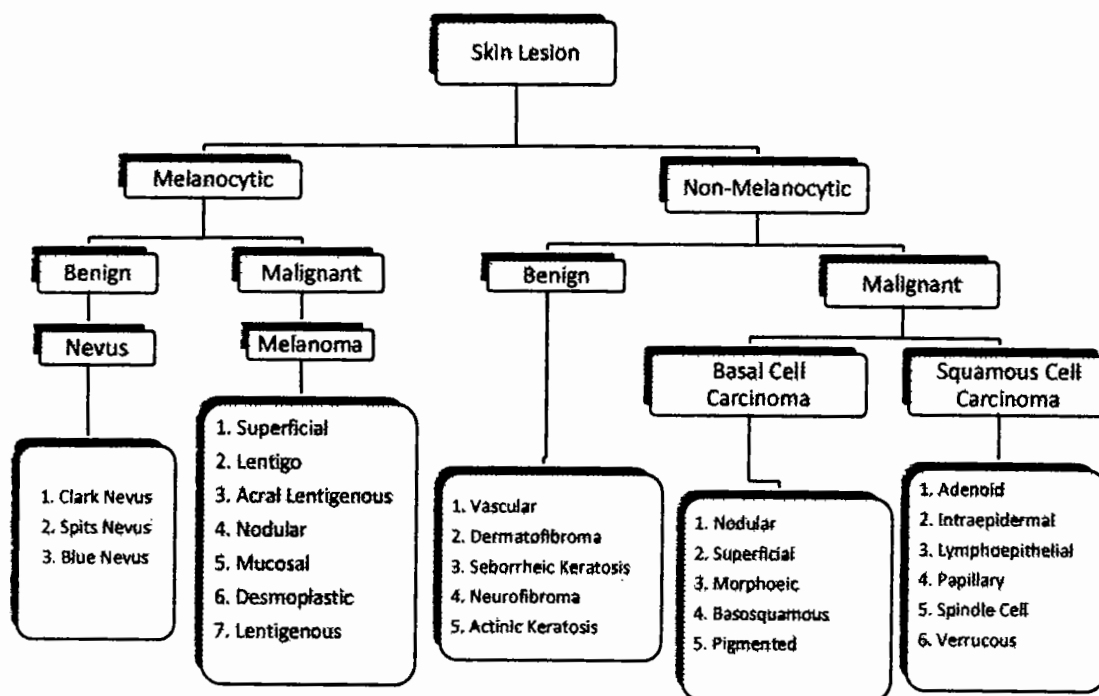 Skin Lesion
Melanocytic
Non-Melanocytic
Benign
Malignant
Benign
Malignant
Nevus
Melanoma
Basal Cell
Carcinoma
Squamous Cell
Carcinoma
1. Clark Nevus
2. Spits Nevus
3. Blue Nevus
1. Superficial
2. Lentigo
3. Acral Lentigenous
4. Nodular
5. Mucosal
6. Desmoplastic
7. Lentigenous
1. Vascular
2. Dermatofibroma
3. Seborrheic Keratosis
4. Neurofibroma
5. Actinic Keratosis
1. Nodular
2. Superficial
3. Morphoeic
4. Basosquamous
5. Pigmented
1. Adenoid
2. Intraepidermal
3. Lymphoepithelial
4. Papillary
5. Spindle Cell
6. Verrucous